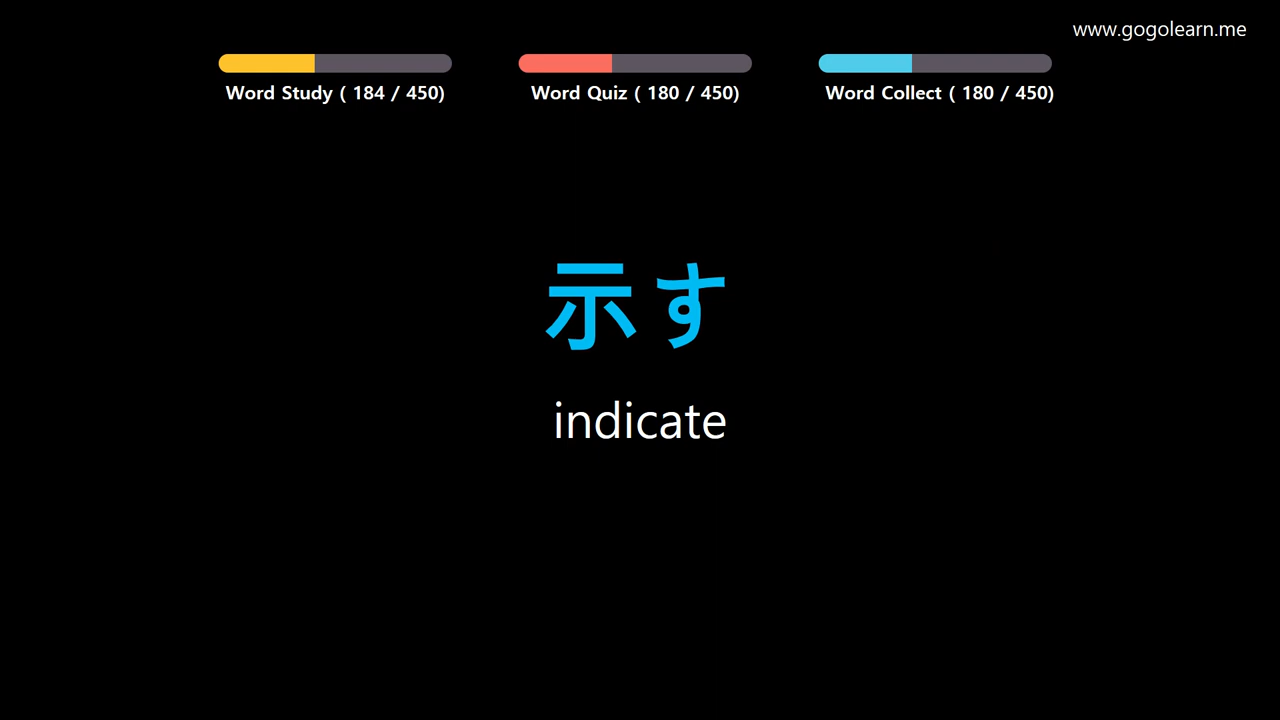 www.gogolearn.me
Word Study ( 184 / 450)
Word Quiz ( 180 / 450)
Word Collect ( 180 / 450)
示す
indicate